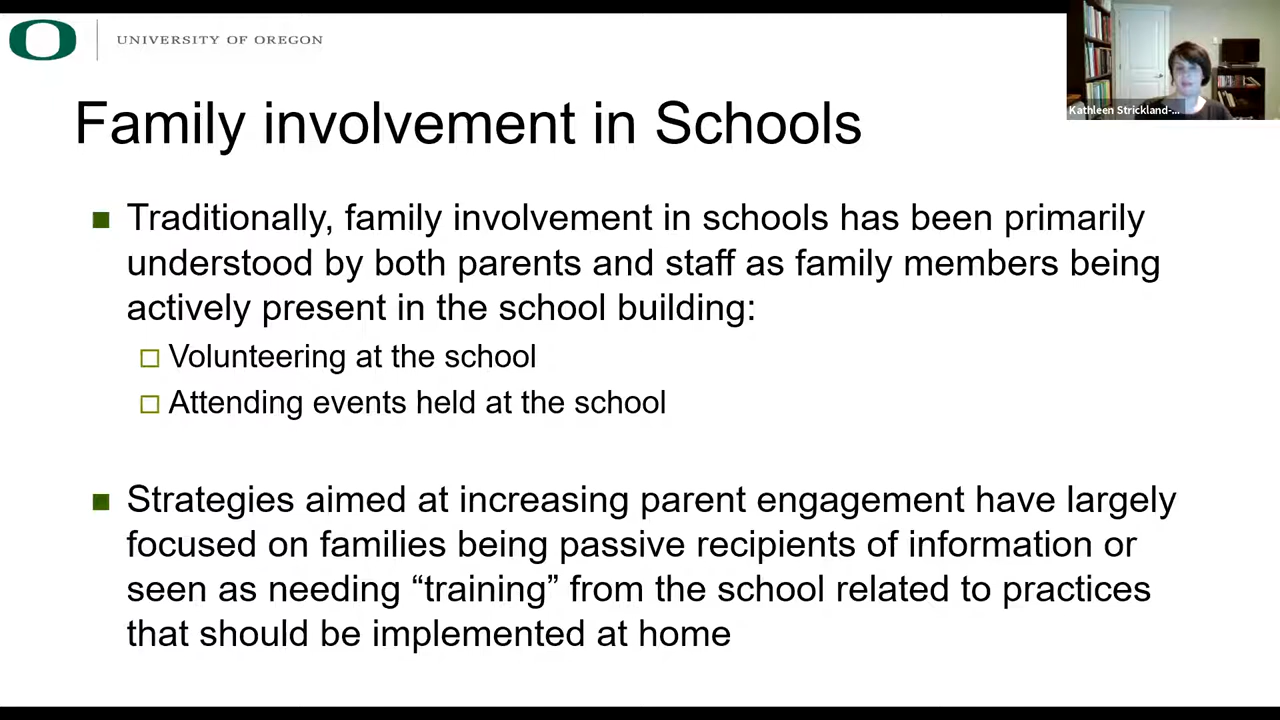 UNIVERSITY OF OREGON
Kathleen Strickland-...
Family involvement in Schools
Traditionally, family involvement in schools has been primarily
understood by both parents and staff as family members being
actively present in the school building:
Volunteering at the school
Attending events held at the school
Strategies aimed at increasing parent engagement have largely
focused on families being passive recipients of information or
seen as needing “training” from the school related to practices
that should be implemented at home